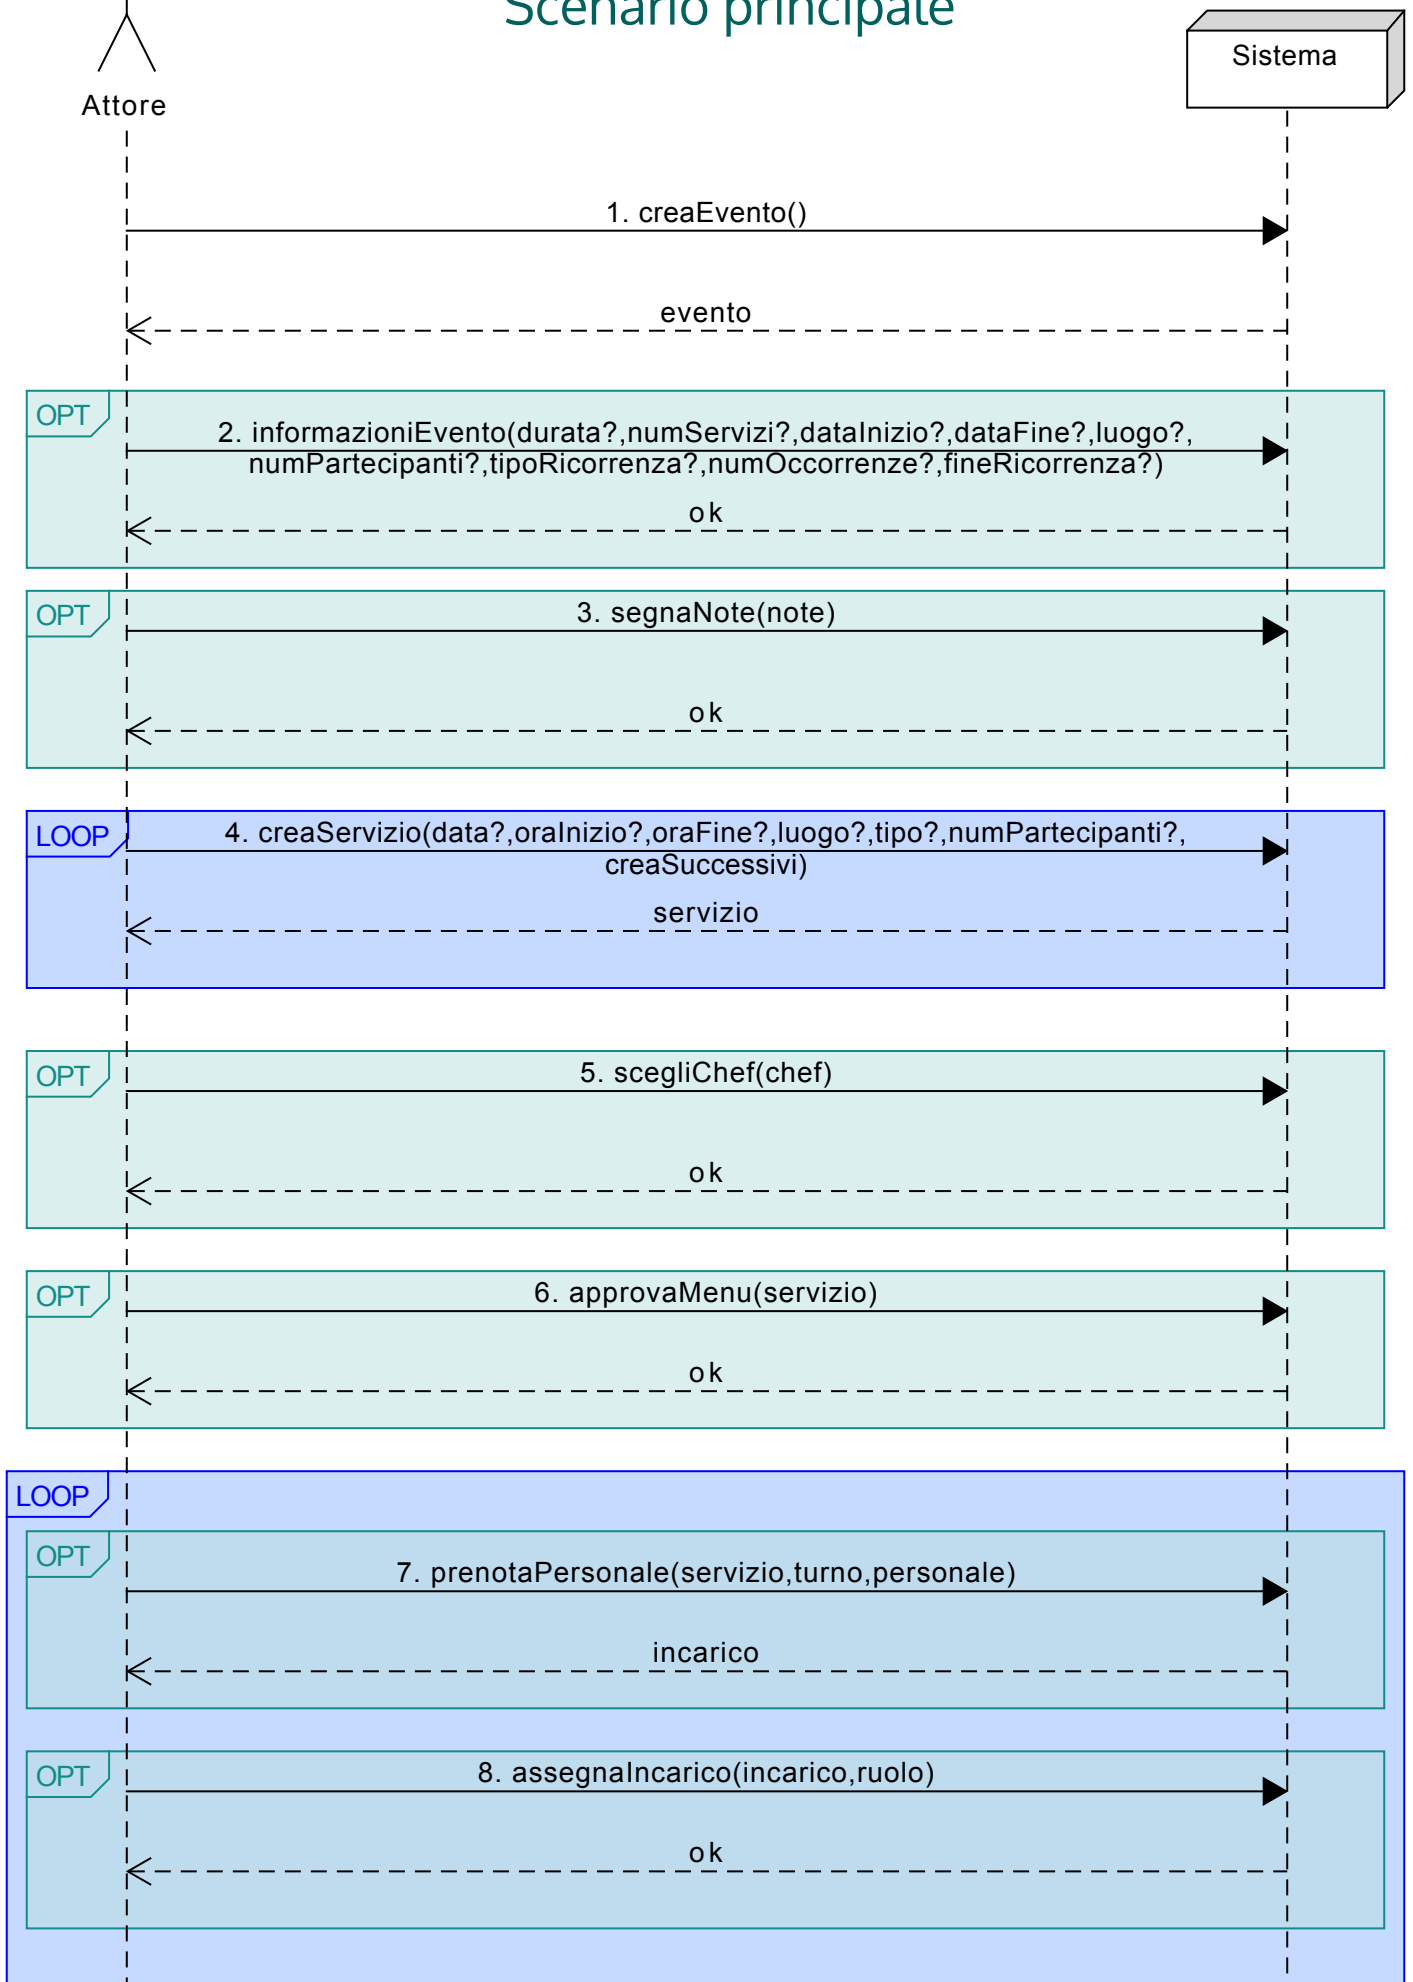 Scenario principale
Sistema
Attore
1. creaEvento()
evento
OPT
2. informazioniEvento(durata?,numServizi?,dataInizio?,dataFine?,luogo?,
numPartecipanti?,tipoRicorrenza?,numOccorrenze?,fineRicorrenza?)
ok
OPT
3. segnaNote(note)
ok
LOOP
4. creaServizio(data?,oraInizio?,oraFine?,luogo?,tipo?,numPartecipanti?,
creaSuccessivi)
servizio
OPT
5. scegliChef(chef)
ok
OPT
6. approvaMenu(servizio)
ok
LOOP
OPT
7. prenotaPersonale(servizio,turno,personale)
incarico
OPT
8. assegnaIncarico(incarico,ruolo)
ok